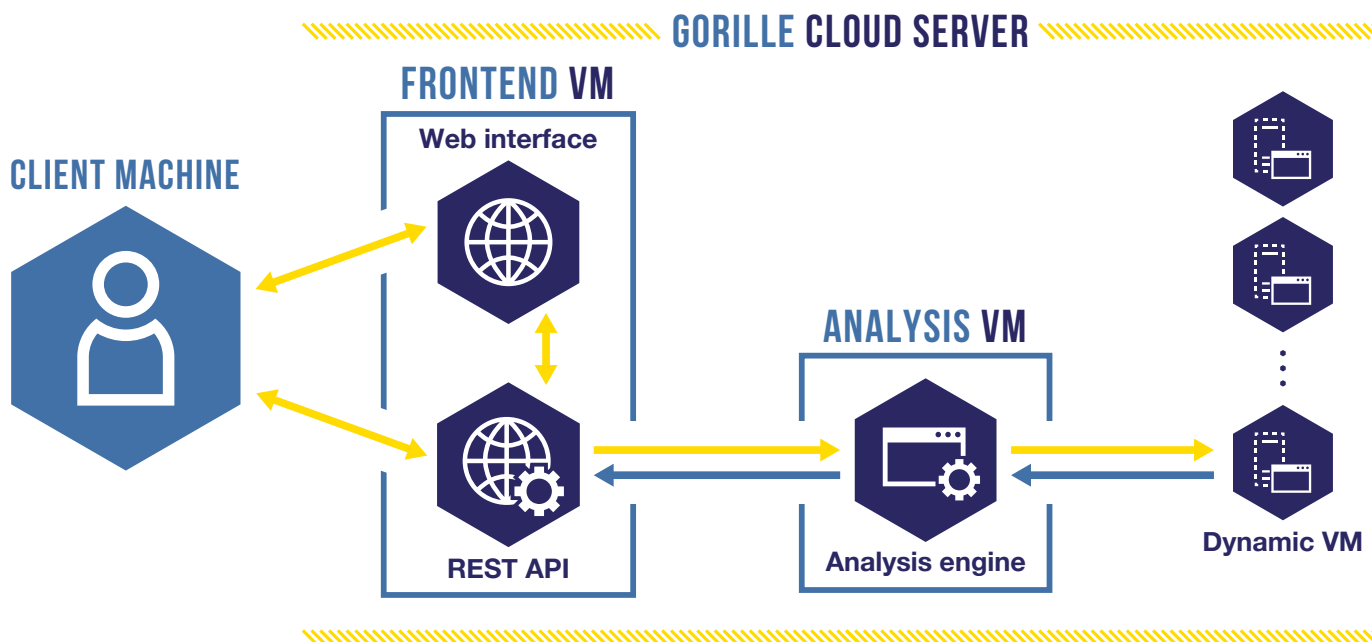 GORILLE CLOUD SERVER
FRONTEND VM
Web interface
CLIENT MACHINE
ANALYSIS VM
REST API
Analysis engine
Dynamic VM